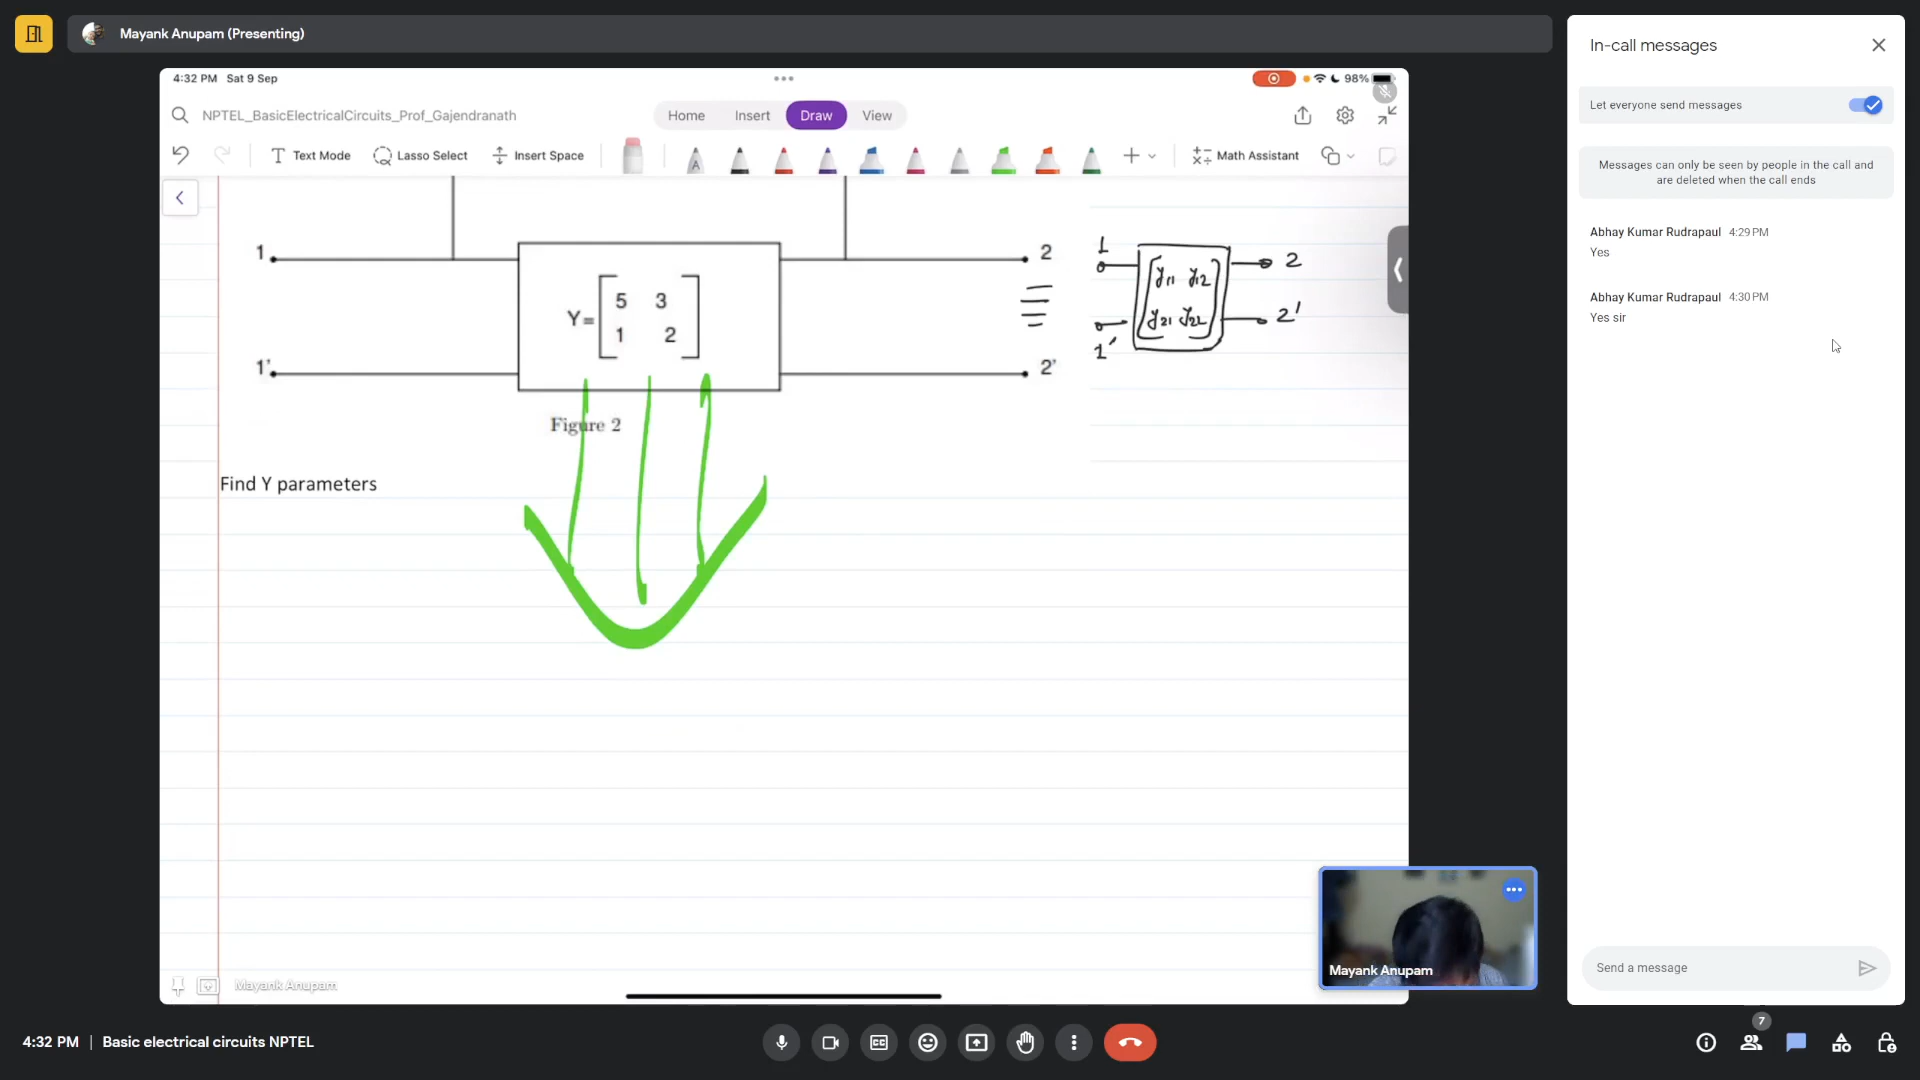 Mayank Anupam (Presenting)
4:32 PM Sat 9 Sep
98%
NPTEL_BasicElectricalCircuits_Prof_Gajendranath
Home Insert Draw View
Text Mode Lasso Select Insert Space A Math Assistant
1 2
Y= 5 3
1 2
1' 2'
Figure 2
1 y11 y12 2
1' y21 y22 2'
Find Y parameters
Mayank Anupam
Mayank Anupam
In-call messages
Let everyone send messages
Messages can only be seen by people in the call and
are deleted when the call ends
Abhay Kumar Rudrapaul 4:29 PM
Yes
Abhay Kumar Rudrapaul 4:30 PM
Yes sir
Send a message
4:32 PM | Basic electrical circuits NPTEL
CC
7